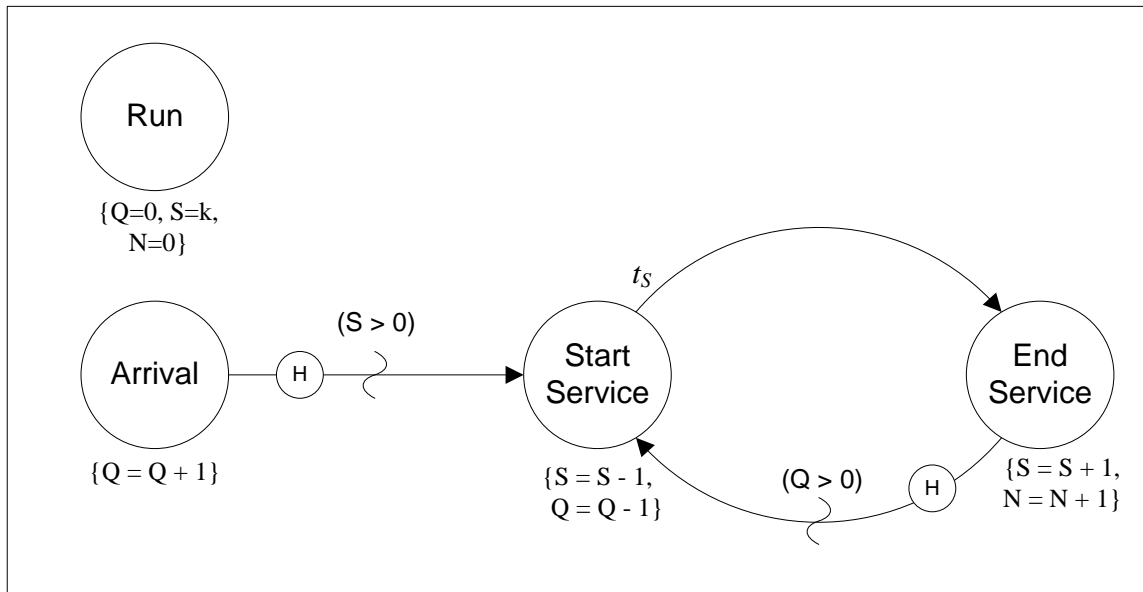 Run
{Q=0, S=k,
N=0}
t_S
(S > 0)
Arrival
H
Start
Service
End
Service
{Q = Q + 1}
{S = S - 1,
Q = Q - 1}
(Q > 0)
H
{S = S + 1,
N = N + 1}